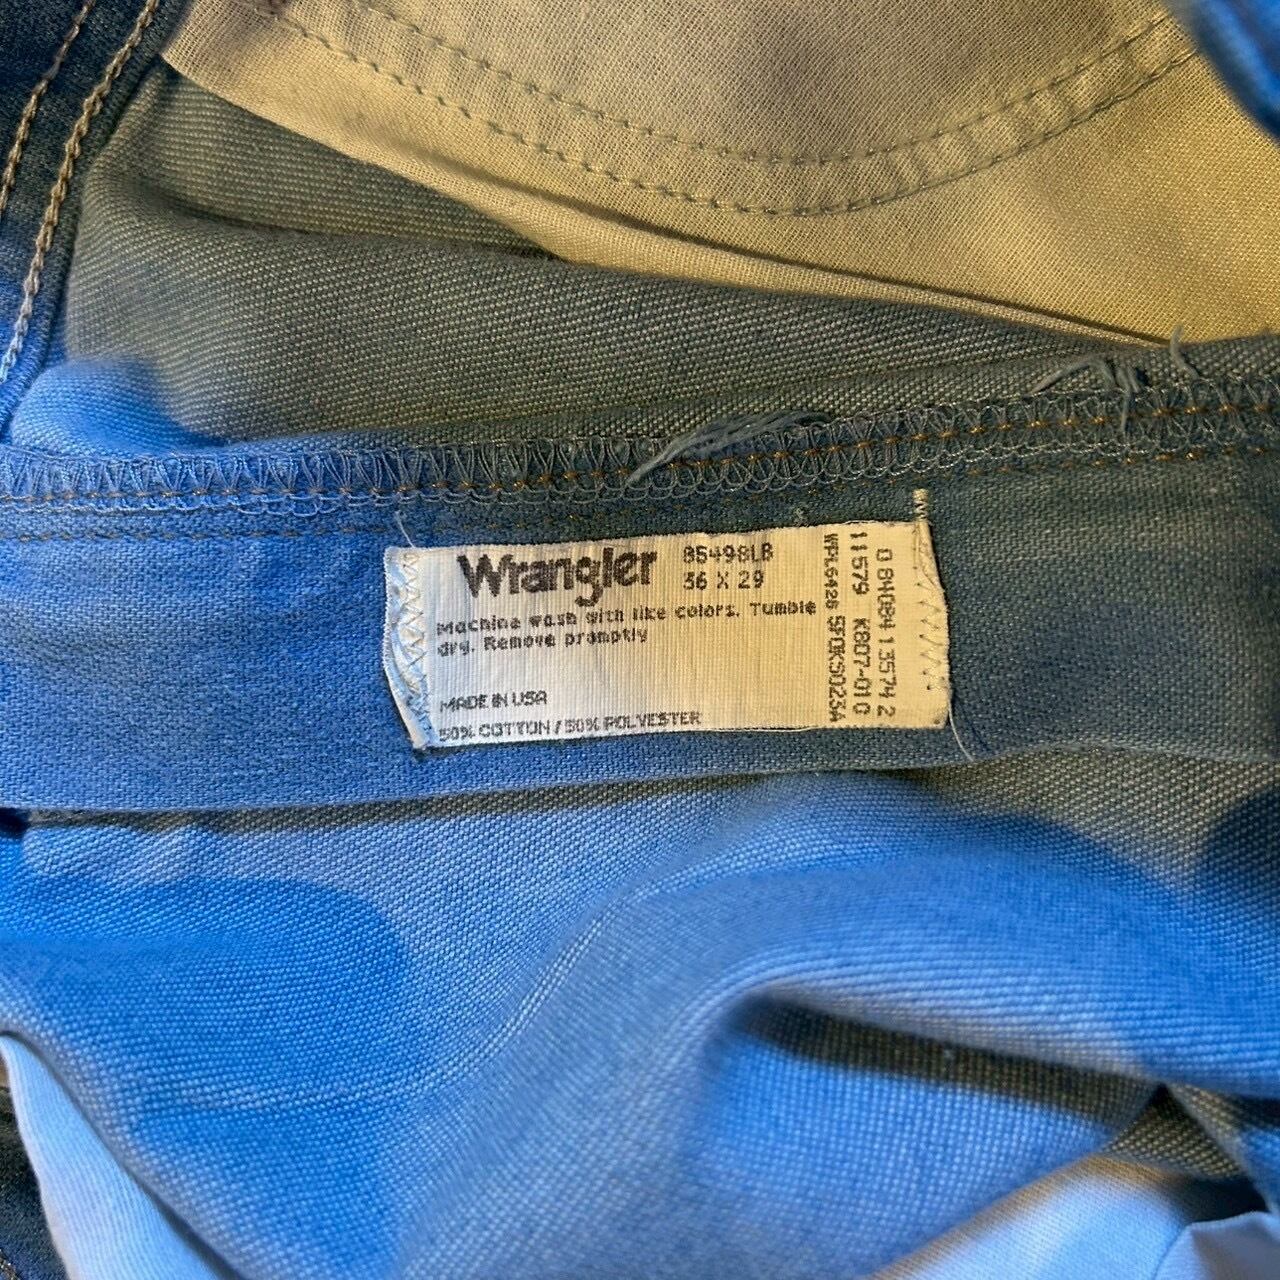 Wrangler
85498LB
36 X 29
Machine wash with like colors. Tumble
dry. Remove promptly
MADE IN USA
50% COTTON / 50% POLYESTER
0 84084 13574 2
11579 K807-010
WPL6426 5F0K5023A